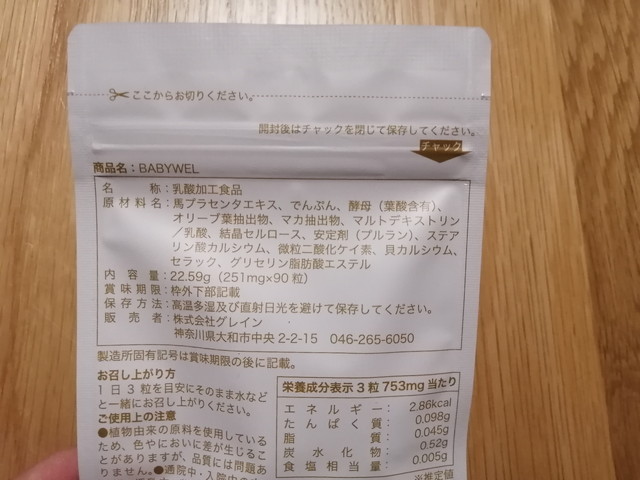 ここからお切りください。
開封後はチャックを閉じて保存してください。
チャック
商品名：BABYWEL
名称：乳酸加工食品
原材料名：馬プラセンタエキス、でんぷん、酵母（葉酸含有）、
オリーブ葉抽出物、マカ抽出物、マルトデキストリン
／乳酸、結晶セルロース、安定剤（プルラン）、ステア
リン酸カルシウム、微粒二酸化ケイ素、貝カルシウム、
セラック、グリセリン脂肪酸エステル
内容量：22.59g（251mg×90粒）
賞味期限：枠外下部記載
保存方法：高温多湿及び直射日光を避けて保存してください。
販売者：株式会社グレイン
神奈川県大和市中央 2-2-15　046-265-6050
製造所固有記号は賞味期限の後に記載。
お召し上がり方
1日3粒を目安にそのまま水など
と一緒にお召し上がりください。
ご使用上の注意
●植物由来の原料を使用している
ため、色やにおいに差が生じるこ
とがありますが、品質には問題あ
りません。●通院中・入院中の
栄養成分表示 3粒753mg当たり
エネルギー：2.86kcal
たんぱく質：0.098g
脂質：0.045g
炭水化物：0.52g
食塩相当量：0.005g
※推定値